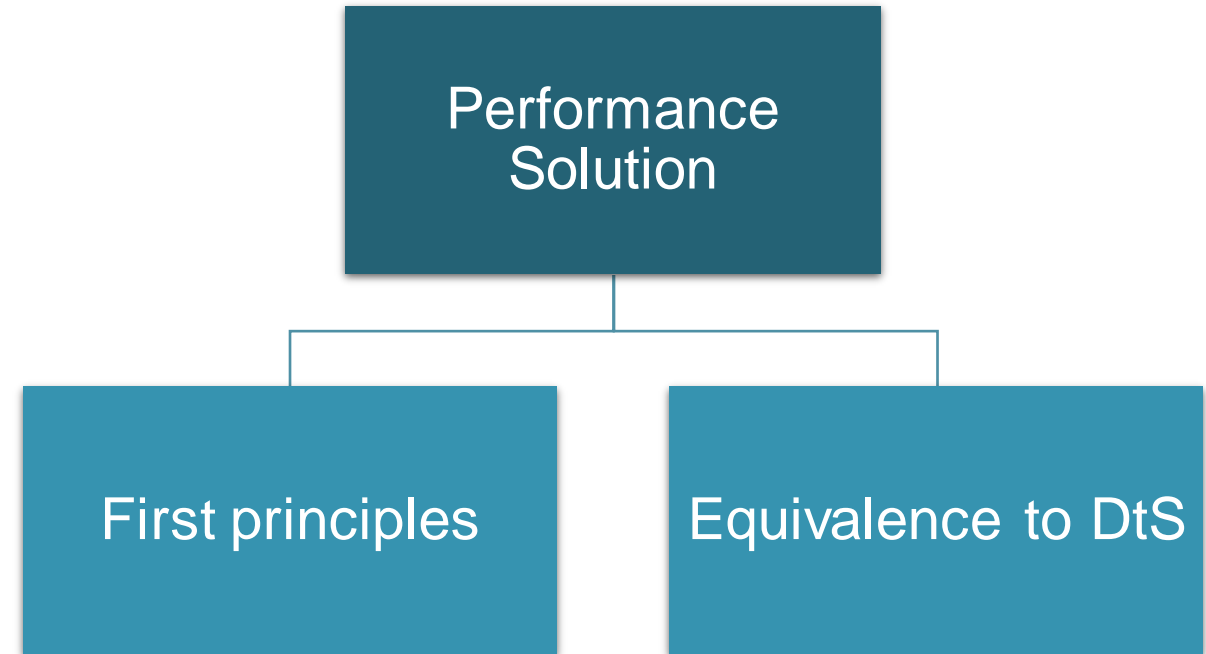 Performance
Solution
First principles
Equivalence to DtS